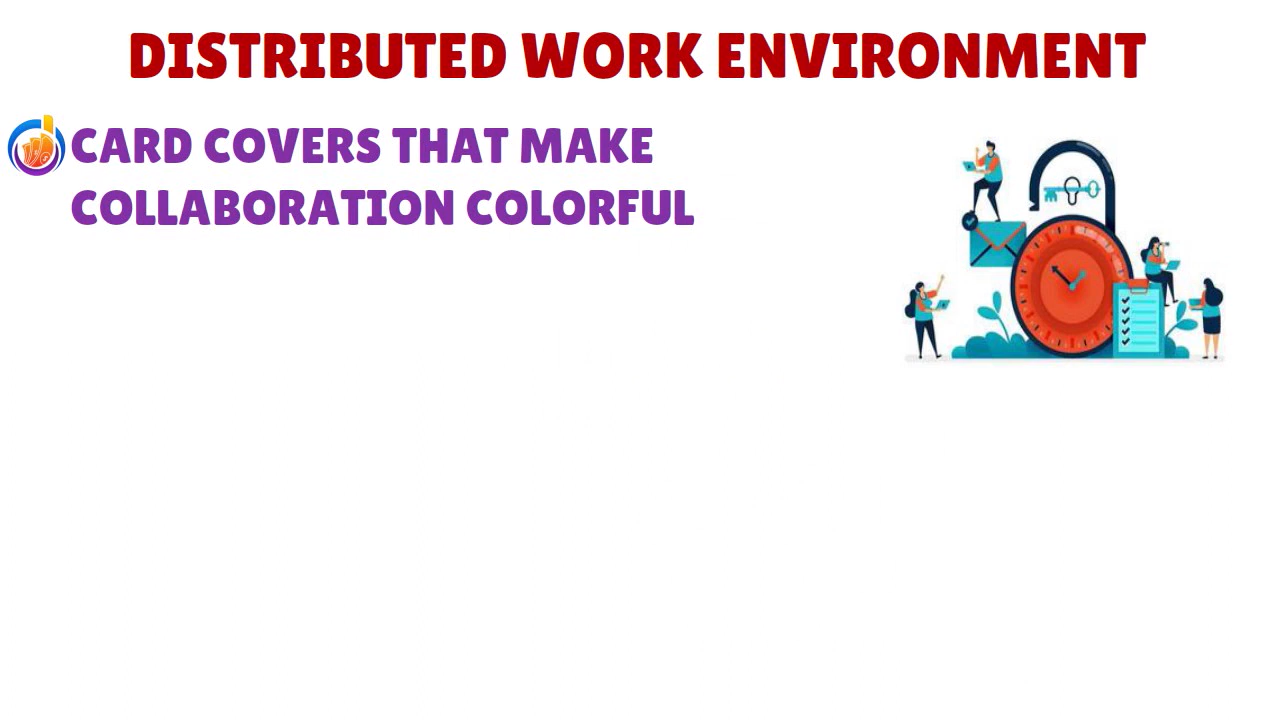 DISTRIBUTED WORK ENVIRONMENT
CARD COVERS THAT MAKE
COLLABORATION COLORFUL